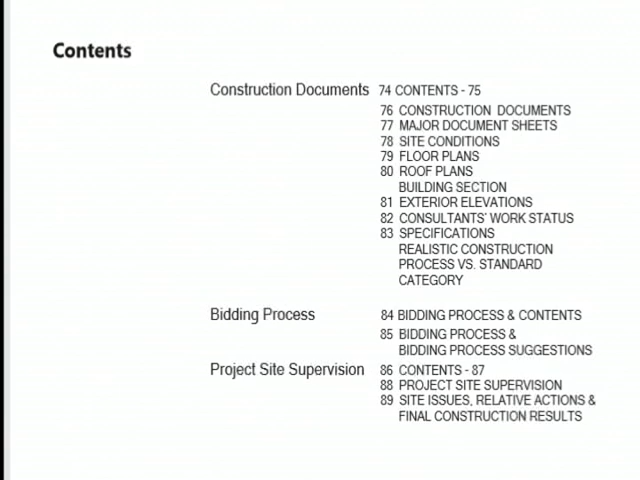 Contents
Construction Documents 74 CONTENTS - 75
76 CONSTRUCTION DOCUMENTS
77 MAJOR DOCUMENT SHEETS
78 SITE CONDITIONS
79 FLOOR PLANS
80 ROOF PLANS
BUILDING SECTION
81 EXTERIOR ELEVATIONS
82 CONSULTANTS' WORK STATUS
83 SPECIFICATIONS
REALISTIC CONSTRUCTION
PROCESS VS. STANDARD
CATEGORY
Bidding Process 84 BIDDING PROCESS & CONTENTS
85 BIDDING PROCESS &
BIDDING PROCESS SUGGESTIONS
Project Site Supervision 86 CONTENTS - 87
88 PROJECT SITE SUPERVISION
89 SITE ISSUES, RELATIVE ACTIONS &
FINAL CONSTRUCTION RESULTS